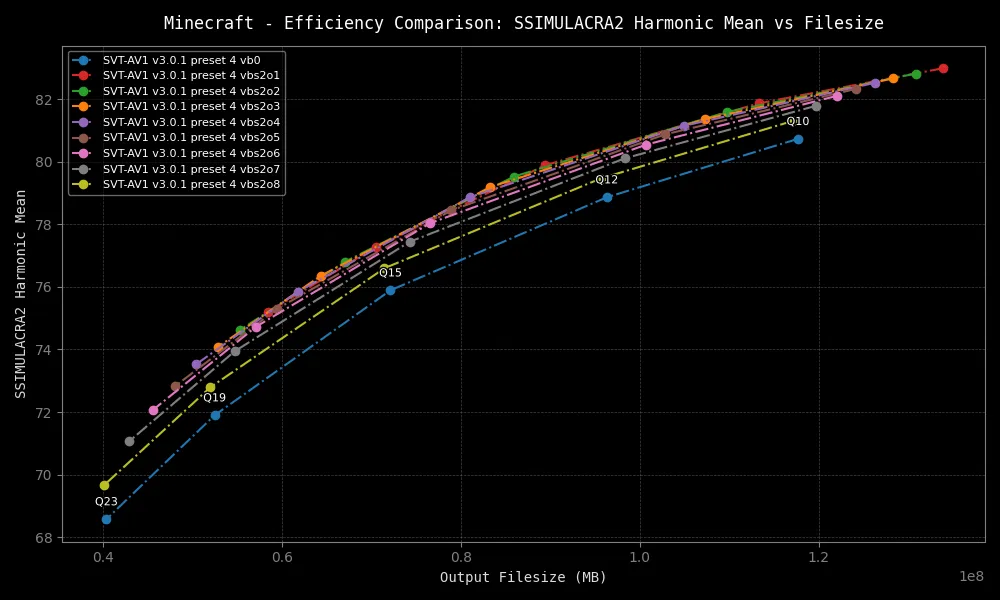 Minecraft - Efficiency Comparison: SSIMULACRA2 Harmonic Mean vs Filesize
SVT-AV1 v3.0.1 preset 4 vb0
SVT-AV1 v3.0.1 preset 4 vbs2o1
SVT-AV1 v3.0.1 preset 4 vbs2o2
SVT-AV1 v3.0.1 preset 4 vbs2o3
SVT-AV1 v3.0.1 preset 4 vbs2o4
SVT-AV1 v3.0.1 preset 4 vbs2o5
SVT-AV1 v3.0.1 preset 4 vbs2o6
SVT-AV1 v3.0.1 preset 4 vbs2o7
SVT-AV1 v3.0.1 preset 4 vbs2o8
SSIMULACRA2 Harmonic Mean
82
80
78
76
74
72
70
68
Q10
Q12
Q15
Q19
Q23
0.4
0.6
0.8
1.0
1.2
1e8
Output Filesize (MB)